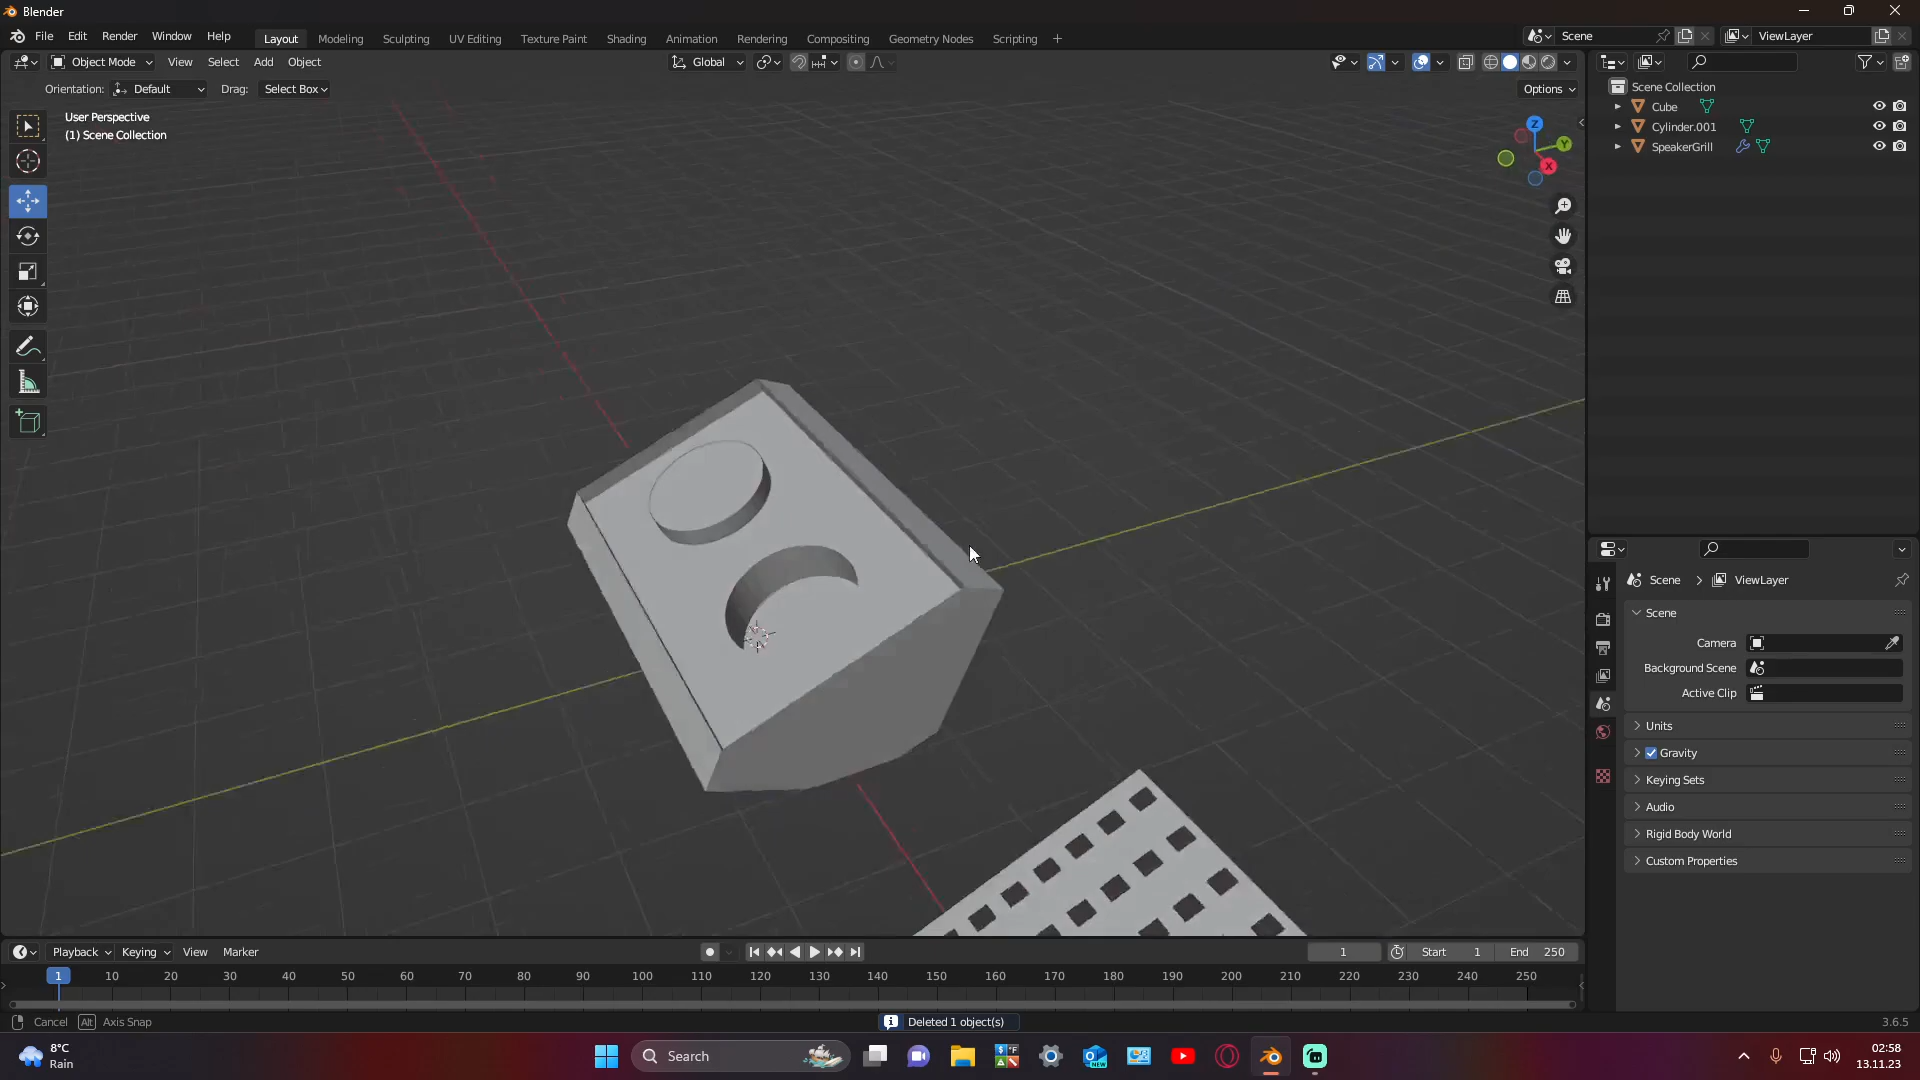 Blender
File Edit Render Window Help Layout Modeling Sculpting UV Editing Texture Paint Shading Animation Rendering Compositing Geometry Nodes Scripting + Scene ViewLayer
Object Mode View Select Add Object Global
Orientation: Default Drag: Select Box Options
User Perspective
(1) Scene Collection
Z
Y
X
Scene Collection
Cube
Cylinder.001
SpeakerGrill
Scene > ViewLayer
Scene
Camera
Background Scene
Active Clip
Units
Gravity
Keying Sets
Audio
Rigid Body World
Custom Properties
Playback Keying View Marker 1 Start 1 End 250
1 10 20 30 40 50 60 70 80 90 100 110 120 130 140 150 160 170 180 190 200 210 220 230 240 250
Cancel Alt Axis Snap Deleted 1 object(s) 3.6.5
8°C
Rain
Search
NEW
02:58
13.11.23